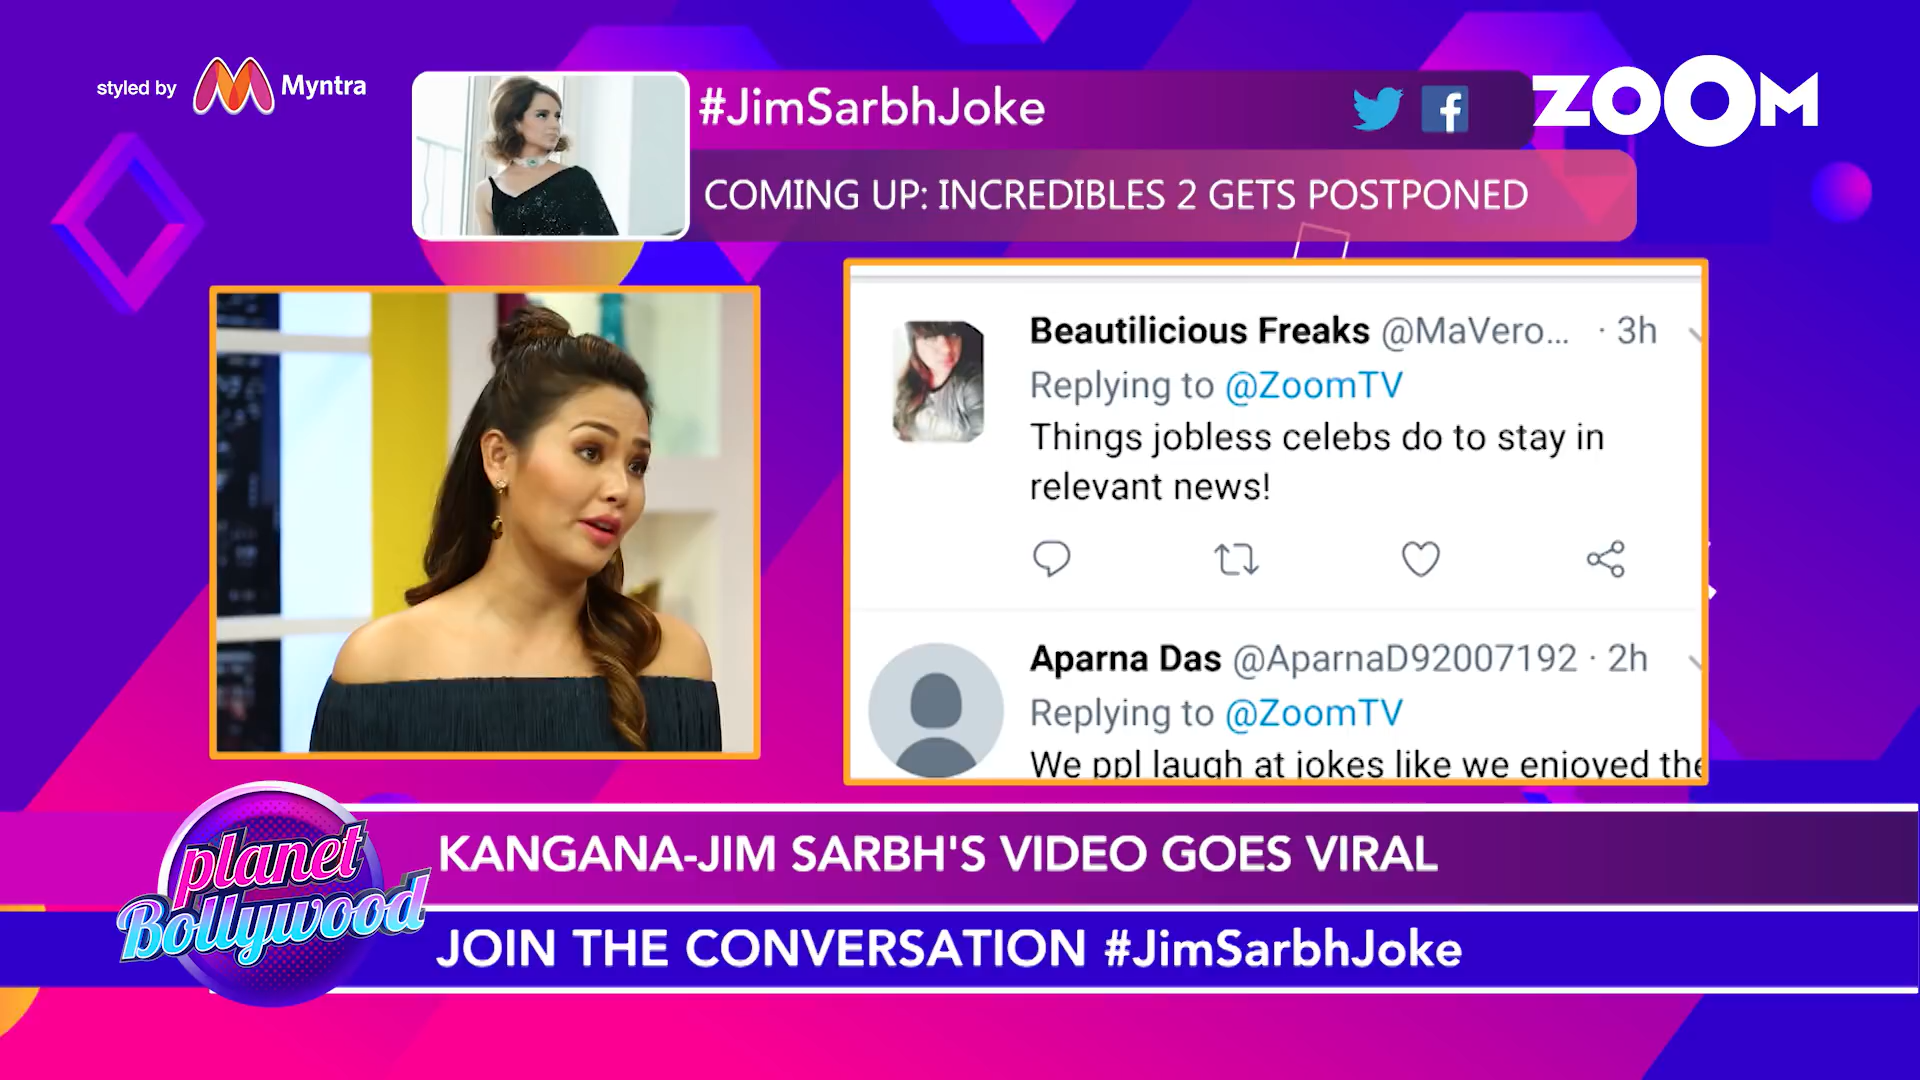 styled by Myntra
#JimSarbhJoke
ZOOM
COMING UP: INCREDIBLES 2 GETS POSTPONED
Beautilicious Freaks @MaVero... · 3h
Replying to @ZoomTV
Things jobless celebs do to stay in
relevant news!
Aparna Das @AparnaD92007192 · 2h
Replying to @ZoomTV
We ppl laugh at jokes like we enjoyed the
planet
Bollywood
KANGANA-JIM SARBH'S VIDEO GOES VIRAL
JOIN THE CONVERSATION #JimSarbhJoke